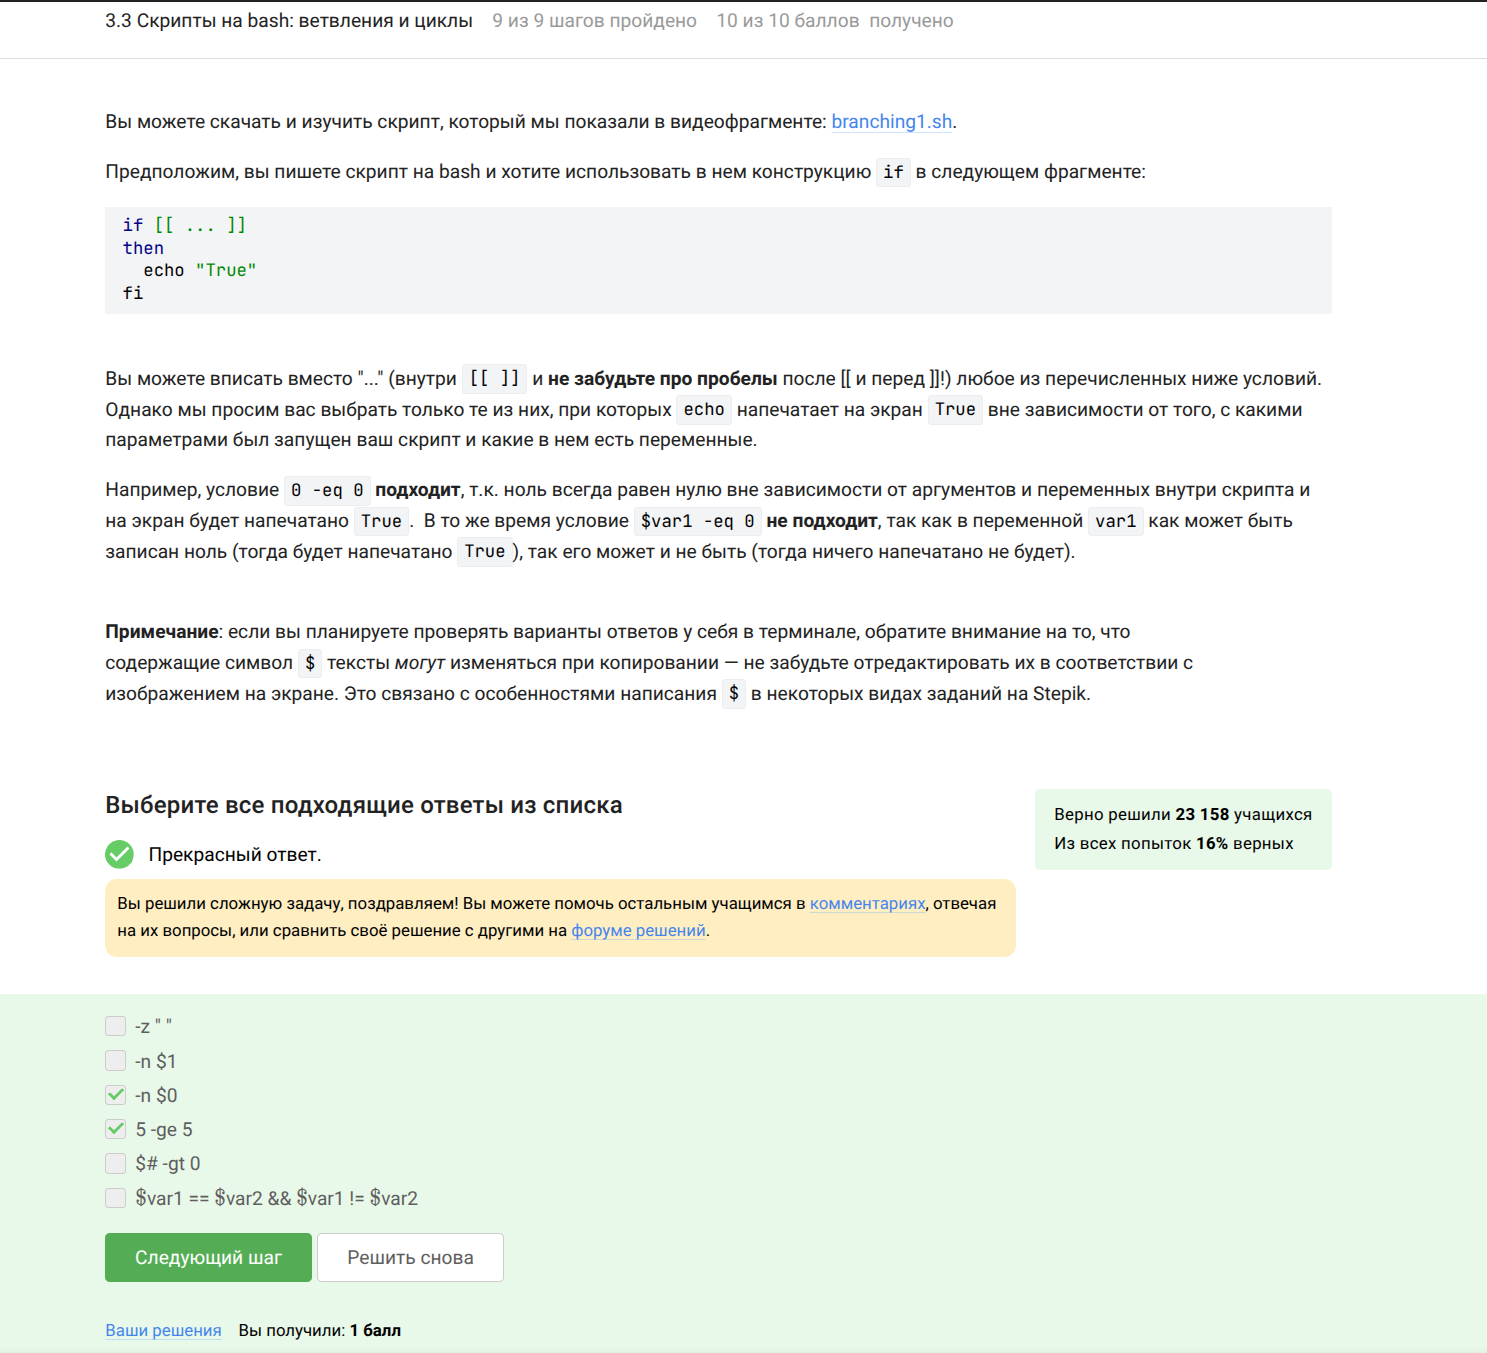 3.3 Скрипты на bash: ветвления и циклы 9 из 9 шагов пройдено 10 из 10 баллов получено
Вы можете скачать и изучить скрипт, который мы показали в видеофрагменте: branching1.sh.
Предположим, вы пишете скрипт на bash и хотите использовать в нем конструкцию if в следующем фрагменте:
if [[ ... ]]
then
  echo "True"
fi
Вы можете вписать вместо "..." (внутри [[ ]] и не забудьте про пробелы после [[ и перед ]]!) любое из перечисленных ниже условий.
Однако мы просим вас выбрать только те из них, при которых echo напечатает на экран True вне зависимости от того, с какими
параметрами был запущен ваш скрипт и какие в нем есть переменные.
Например, условие 0 -eq 0 подходит, т.к. ноль всегда равен нулю вне зависимости от аргументов и переменных внутри скрипта и
на экран будет напечатано True . В то же время условие $var1 -eq 0 не подходит, так как в переменной var1 как может быть
записан ноль (тогда будет напечатано True ), так его может и не быть (тогда ничего напечатано не будет).
Примечание: если вы планируете проверять варианты ответов у себя в терминале, обратите внимание на то, что
содержащие символ $ тексты могут изменяться при копировании — не забудьте отредактировать их в соответствии с
изображением на экране. Это связано с особенностями написания $ в некоторых видах заданий на Stepik.
Выберите все подходящие ответы из списка
Верно решили 23 158 учащихся
Из всех попыток 16% верных
Прекрасный ответ.
Вы решили сложную задачу, поздравляем! Вы можете помочь остальным учащимся в комментариях, отвечая
на их вопросы, или сравнить своё решение с другими на форуме решений.
-z " "
-n $1
-n $0
5 -ge 5
$# -gt 0
$var1 == $var2 && $var1 != $var2
Следующий шаг
Решить снова
Ваши решения Вы получили: 1 балл